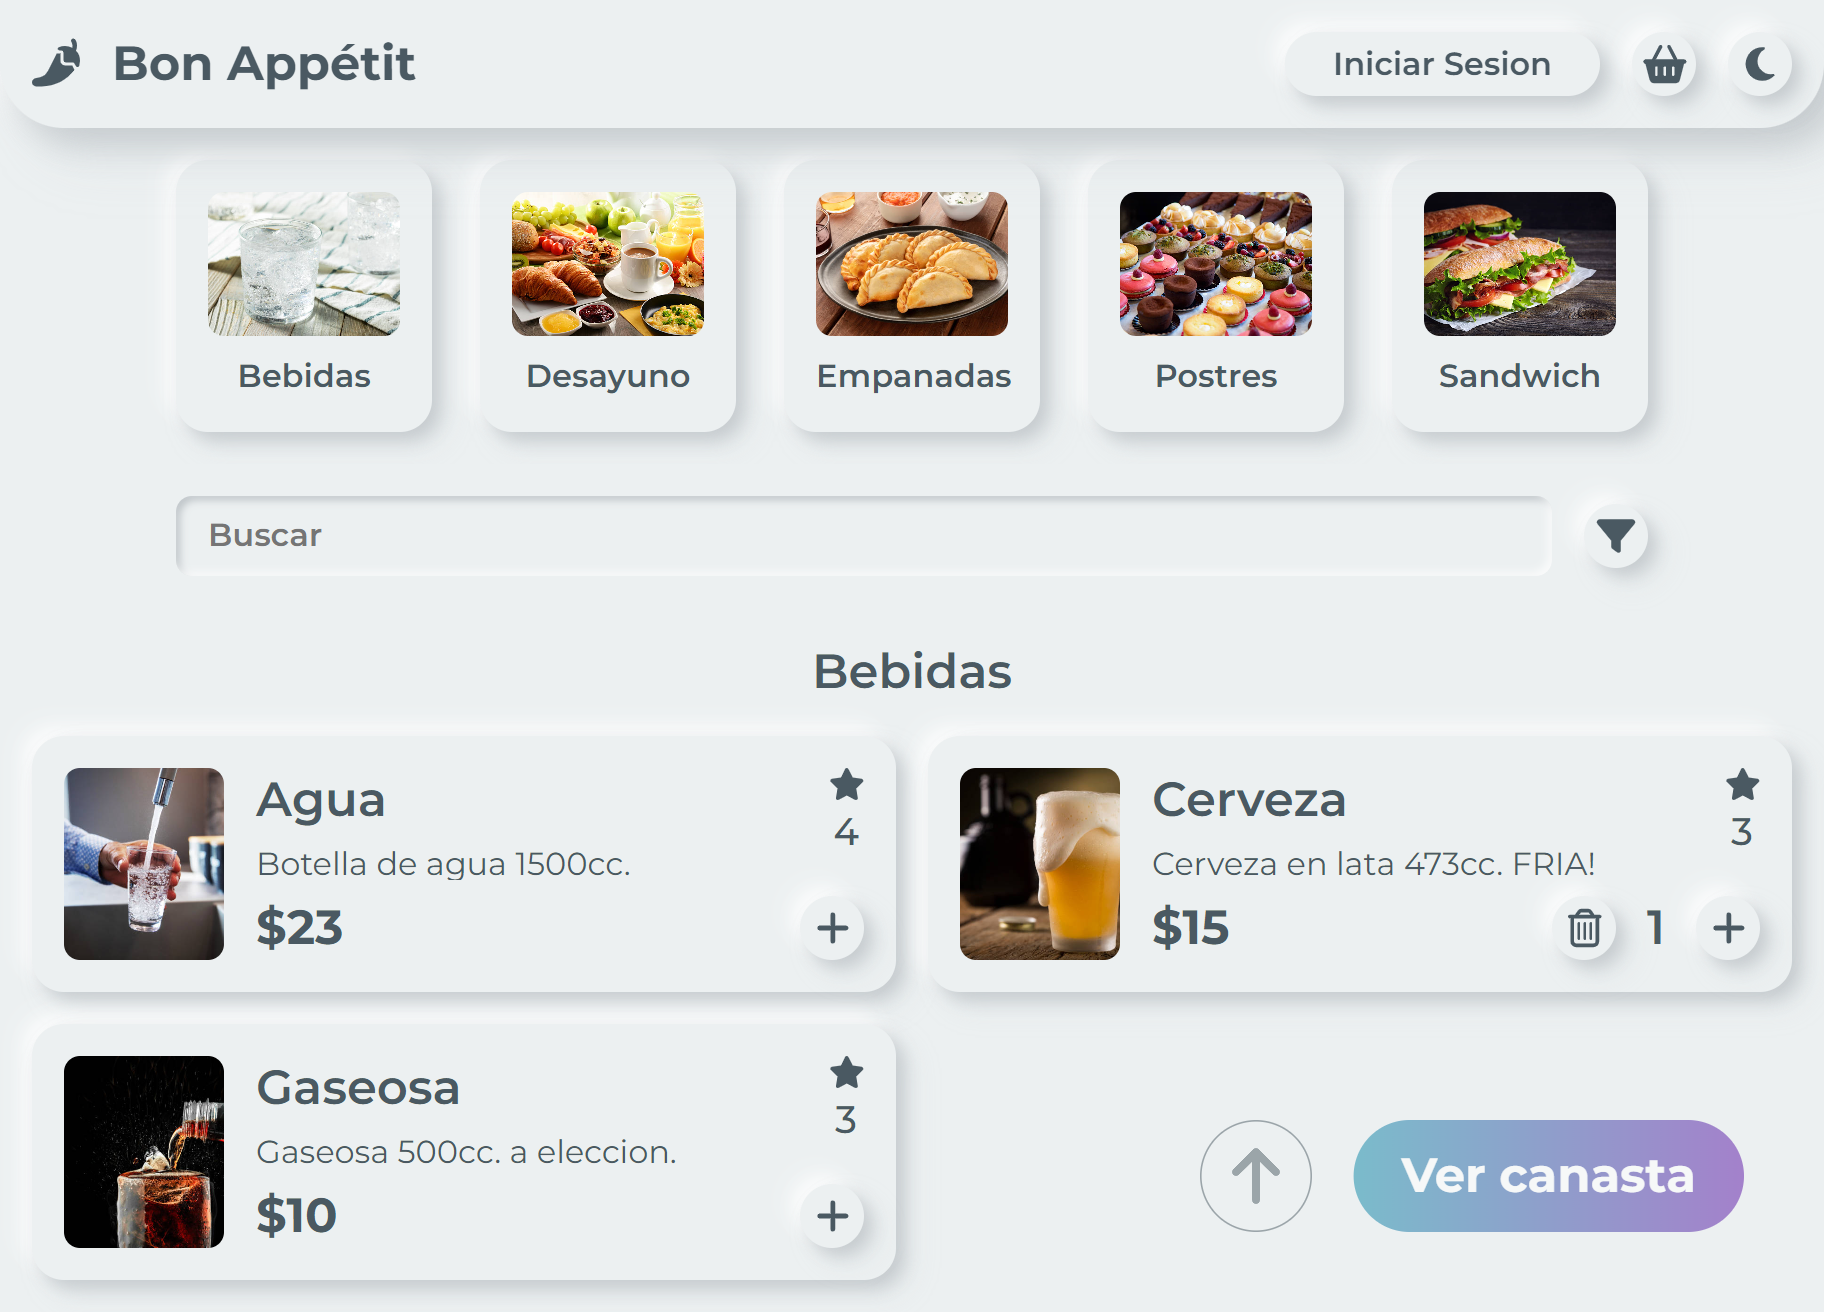 Bon Appétit
Iniciar Sesion
Bebidas
Desayuno
Empanadas
Postres
Sandwich
Buscar
Bebidas
Agua
4
Botella de agua 1500cc.
$23
Cerveza
3
Cerveza en lata 473cc. FRIA!
$15
1
Gaseosa
3
Gaseosa 500cc. a eleccion.
$10
Ver canasta